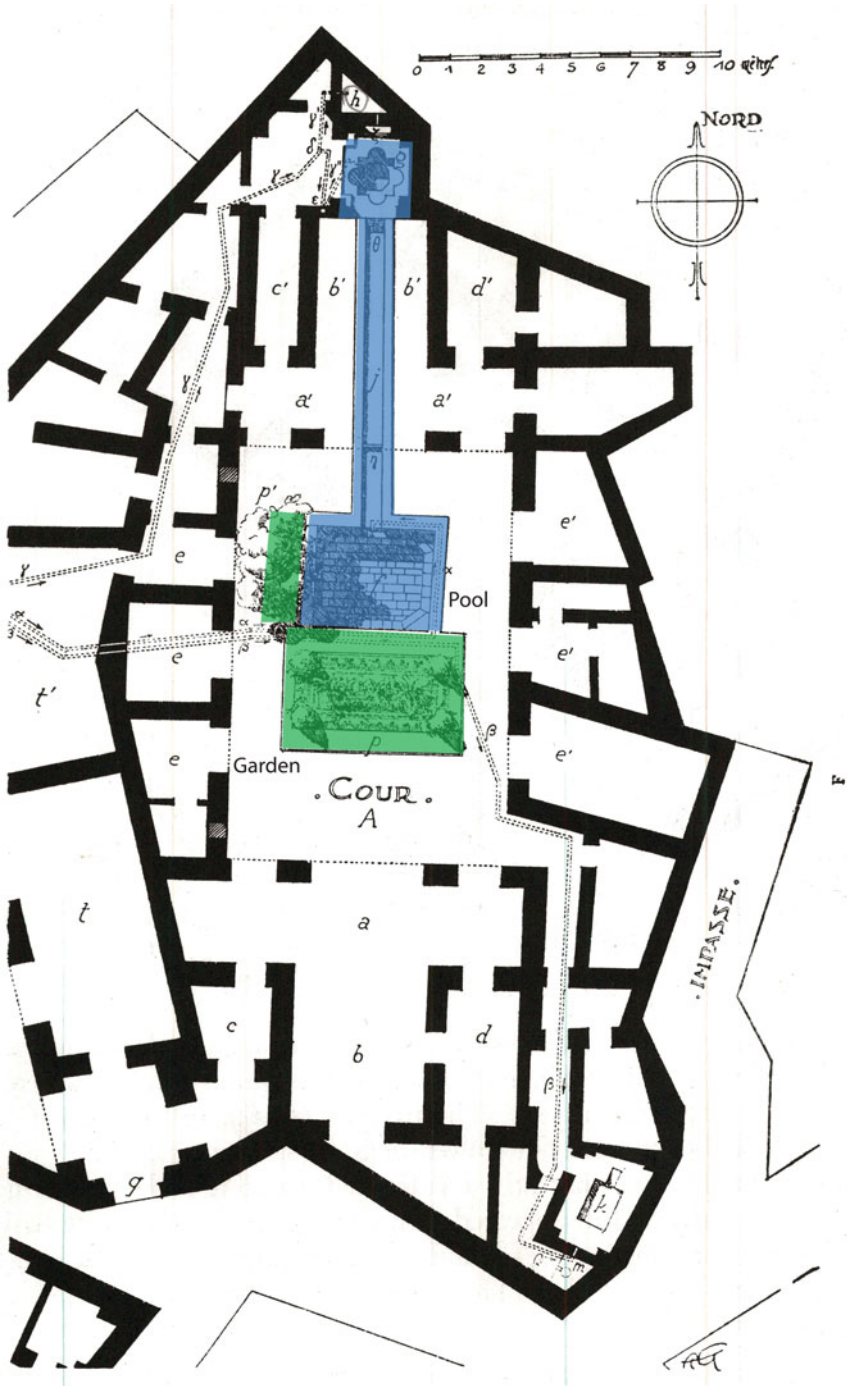 0 1 2 3 4 5 6 7 8 9 10 mètres
NORD
h
γ
δ
γ
ε
θ
c'
b'
b'
d'
j
γ
a'
a'
η
p'
e'
e
γ
α
Pool
α
β
e
e'
t'
β
p
e
e'
Garden
. COUR .
A
F
t
a
. IMPASSE .
c
d
b
β
q
k
m